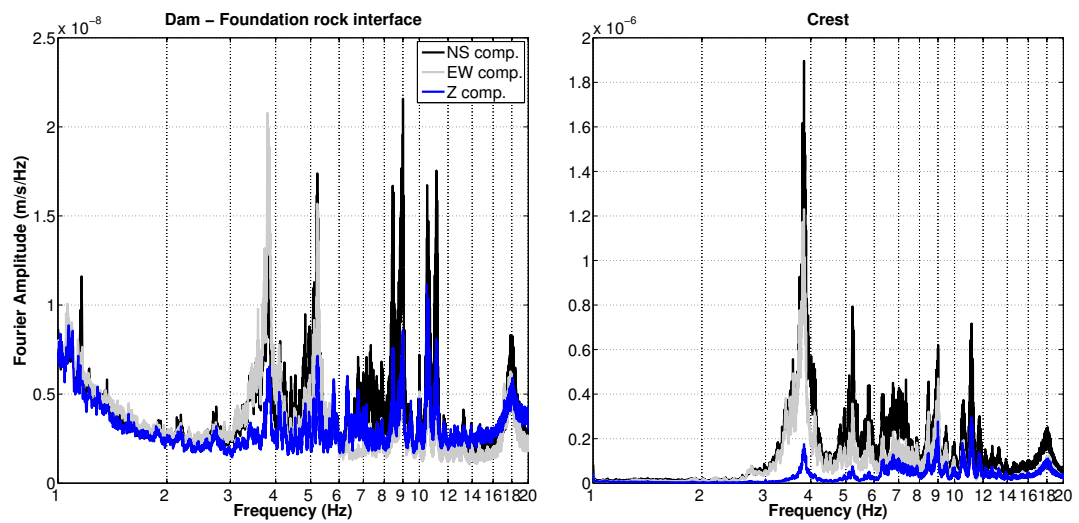 Dam − Foundation rock interface
x 10−8
2.5
2
1.5
1
0.5
0
Fourier Amplitude (m/s/Hz)
NS comp.
EW comp.
Z comp.
1 2 3 4 5 6 7 8 9 10 12 14 16 18 20
Frequency (Hz)
Crest
x 10−6
2
1.8
1.6
1.4
1.2
1
0.8
0.6
0.4
0.2
0
1 2 3 4 5 6 7 8 9 10 12 14 16 18 20
Frequency (Hz)